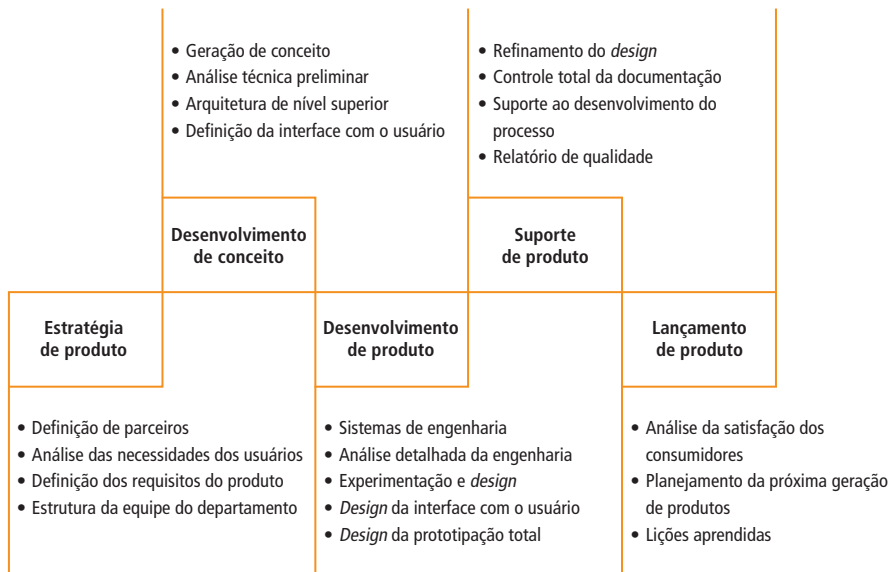 • Geração de conceito
• Análise técnica preliminar
• Arquitetura de nível superior
• Definição da interface com o usuário
• Refinamento do design
• Controle total da documentação
• Suporte ao desenvolvimento do
processo
• Relatório de qualidade
Desenvolvimento
de conceito
Suporte
de produto
Estratégia
de produto
Desenvolvimento
de produto
Lançamento
de produto
• Definição de parceiros
• Análise das necessidades dos usuários
• Definição dos requisitos do produto
• Estrutura da equipe do departamento
• Sistemas de engenharia
• Análise detalhada da engenharia
• Experimentação e design
• Design da interface com o usuário
• Design da prototipação total
• Análise da satisfação dos
consumidores
• Planejamento da próxima geração
de produtos
• Lições aprendidas